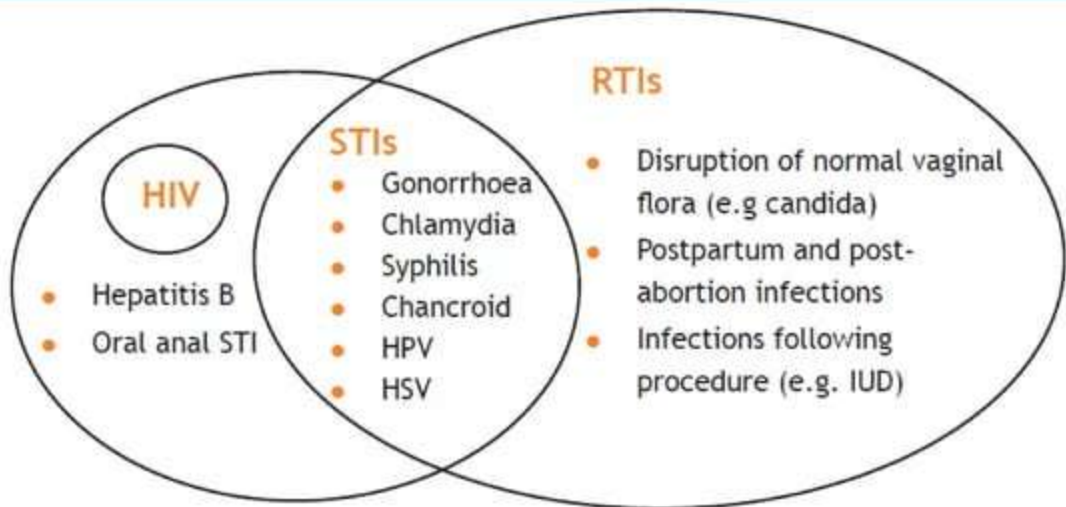 HIV
Hepatitis B
Oral anal STI
STIs
Gonorrhoea
Chlamydia
Syphilis
Chancroid
HPV
HSV
RTIs
Disruption of normal vaginal
flora (e.g candida)
Postpartum and post-
abortion infections
Infections following
procedure (e.g. IUD)